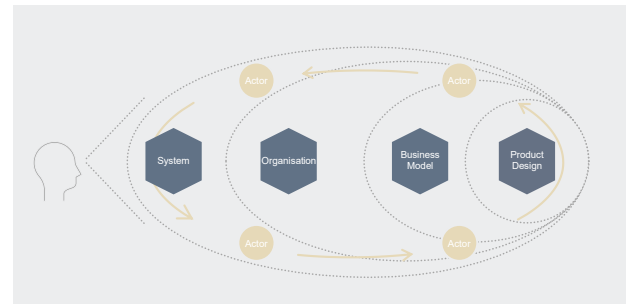 Actor
Actor
System
Organisation
Business
Model
Product
Design
Actor
Actor